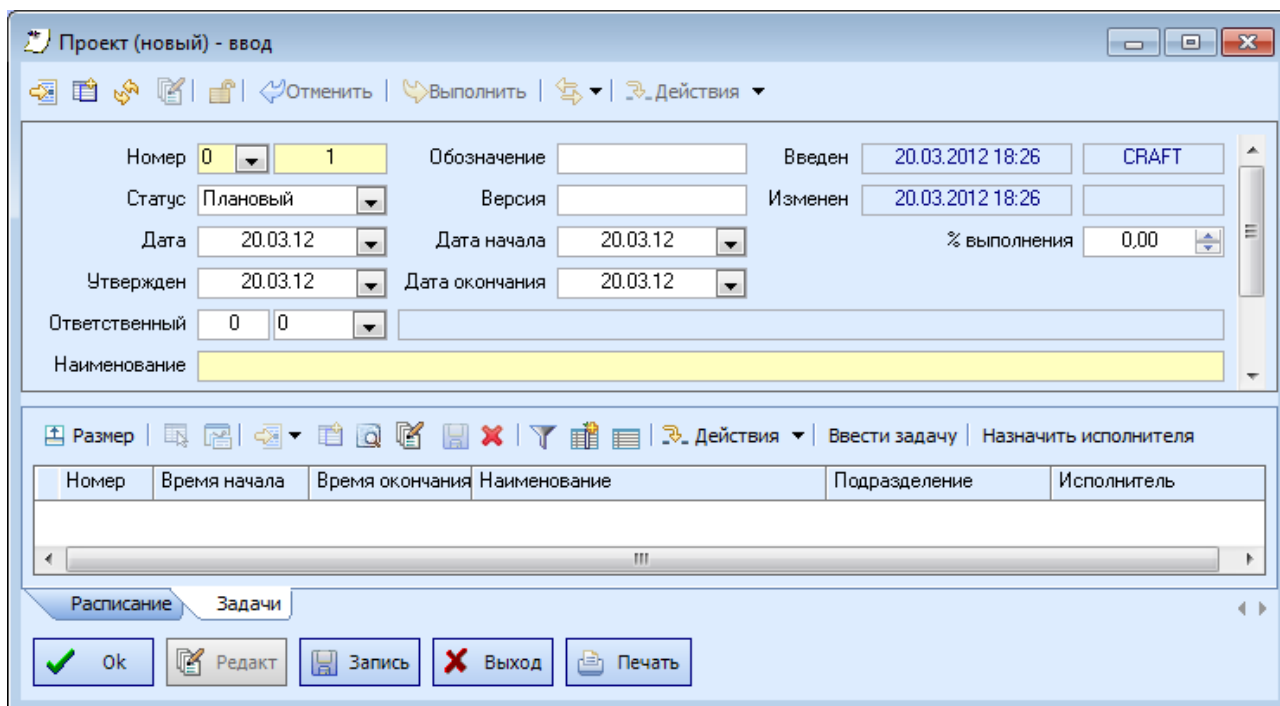 Проект (новый) - ввод
Отменить Выполнить Действия
Номер 0 1 Обозначение Введен 20.03.2012 18:26 CRAFT
Статус Плановый Версия Изменен 20.03.2012 18:26
Дата 20.03.12 Дата начала 20.03.12 % выполнения 0,00
Утвержден 20.03.12 Дата окончания 20.03.12
Ответственный 0 0
Наименование
Размер Действия Ввести задачу Назначить исполнителя
Номер Время начала Время окончания Наименование Подразделение Исполнитель
Расписание Задачи
Ok Редакт Запись Выход Печать